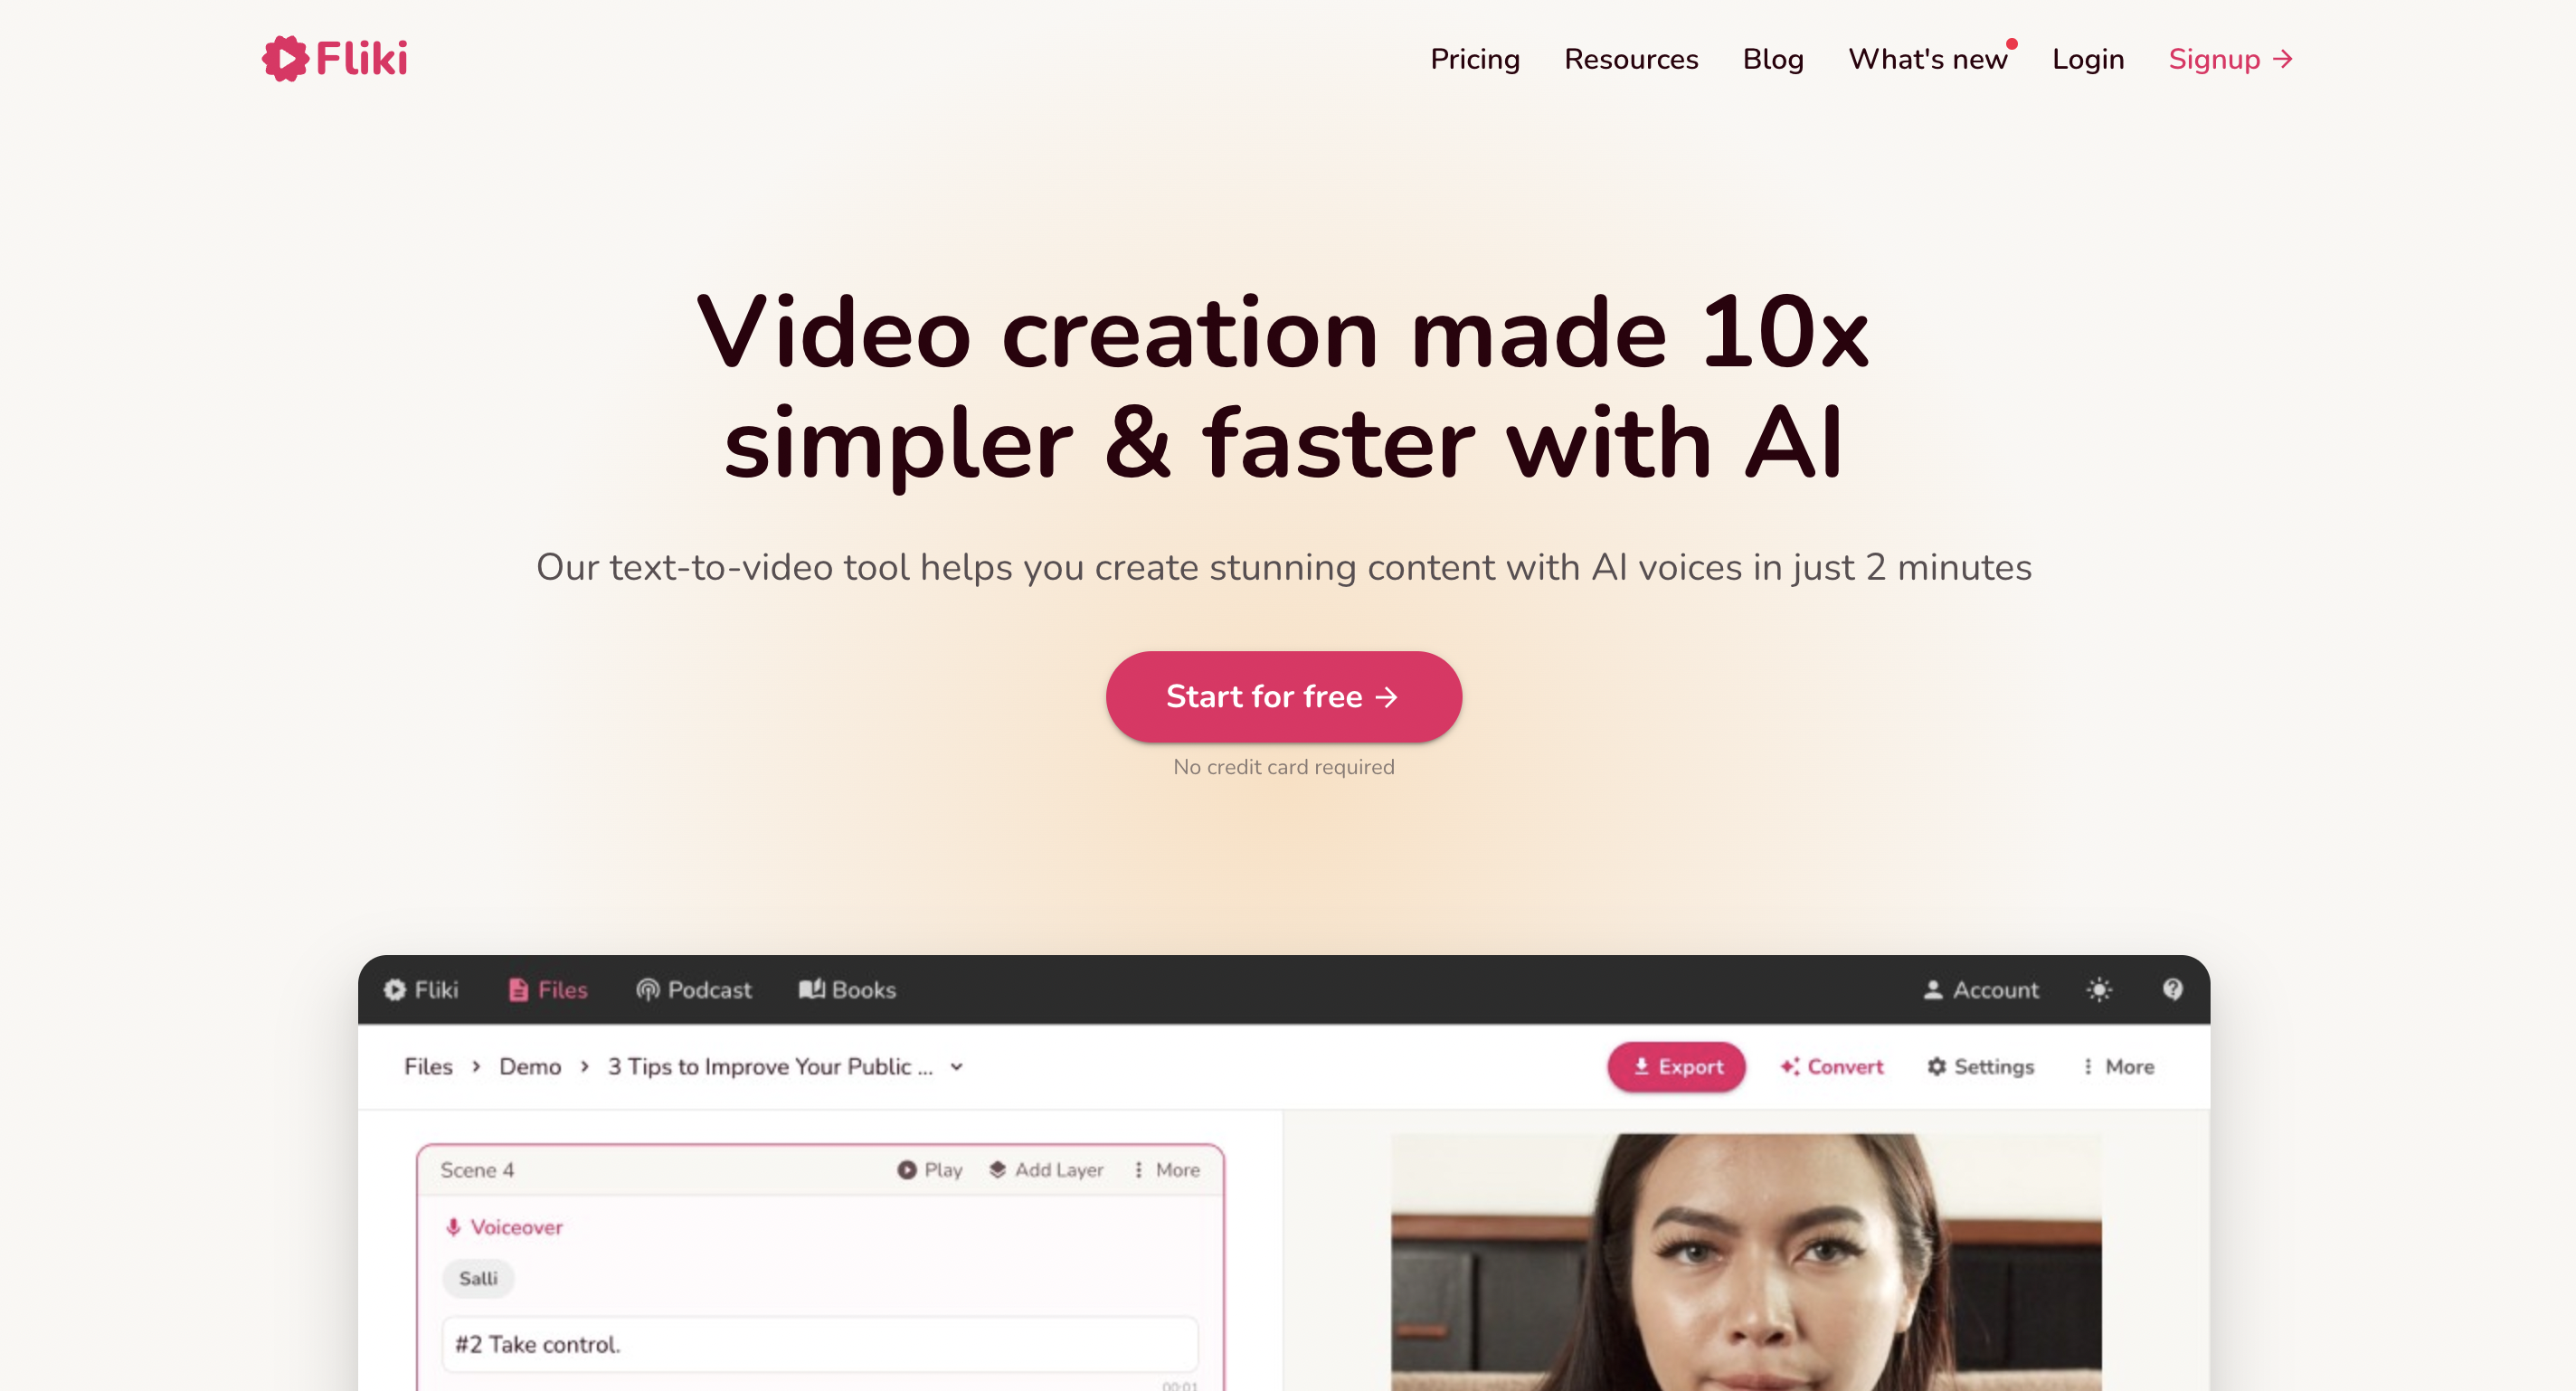 Fliki
Pricing
Resources
Blog
What's new
Login
Signup →
Video creation made 10x
simpler & faster with AI
Our text-to-video tool helps you create stunning content with AI voices in just 2 minutes
Start for free →
No credit card required
Fliki
Files
Podcast
Books
Account
Files > Demo > 3 Tips to Improve Your Public ...
Export
Convert
Settings
More
Scene 4
Play
Add Layer
More
Voiceover
Salli
#2 Take control.
00:01